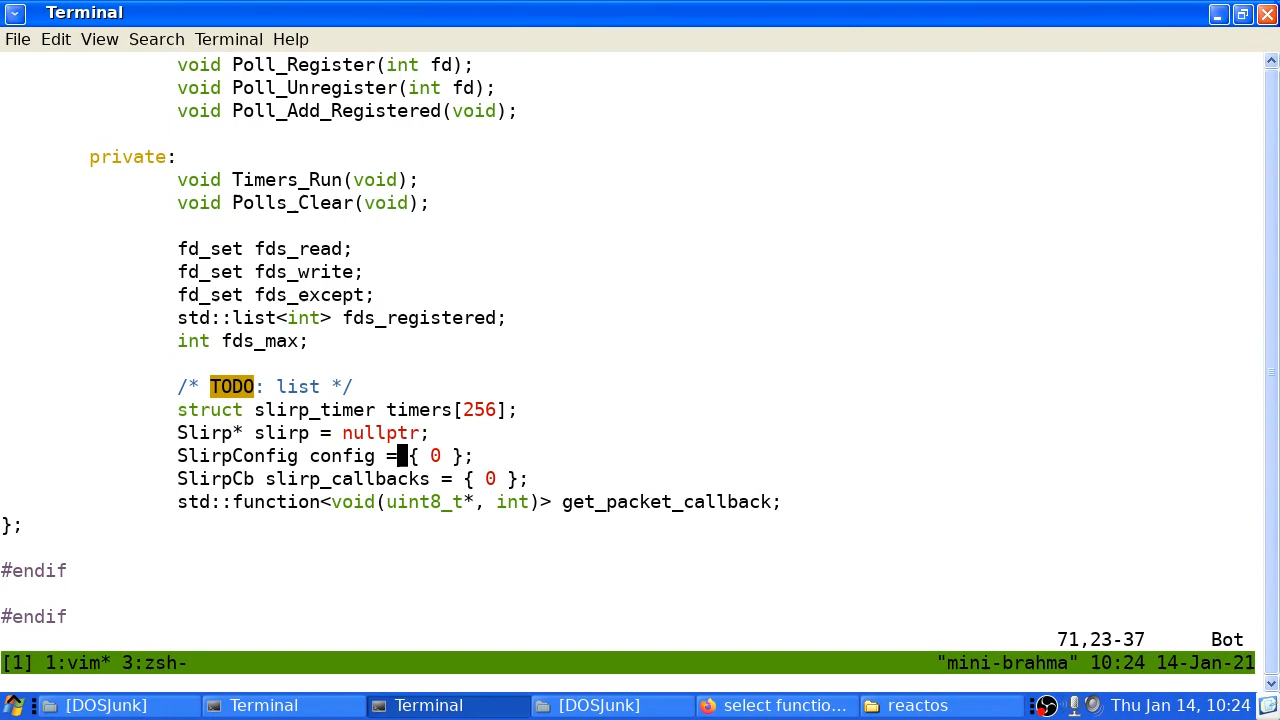 Terminal
File Edit View Search Terminal Help
void Poll_Register(int fd);
void Poll_Unregister(int fd);
void Poll_Add_Registered(void);
private:
void Timers_Run(void);
void Polls_Clear(void);
fd_set fds_read;
fd_set fds_write;
fd_set fds_except;
std::list<int> fds_registered;
int fds_max;
/* TODO: list */
struct slirp_timer timers[256];
Slirp* slirp = nullptr;
SlirpConfig config = { 0 };
SlirpCb slirp_callbacks = { 0 };
std::function<void(uint8_t*, int)> get_packet_callback;
};
#endif
#endif
71,23-37 Bot
[1] 1:vim* 3:zsh- "mini-brahma" 10:24 14-Jan-21
[DOSJunk] Terminal Terminal [DOSJunk] select functio... reactos Thu Jan 14, 10:24